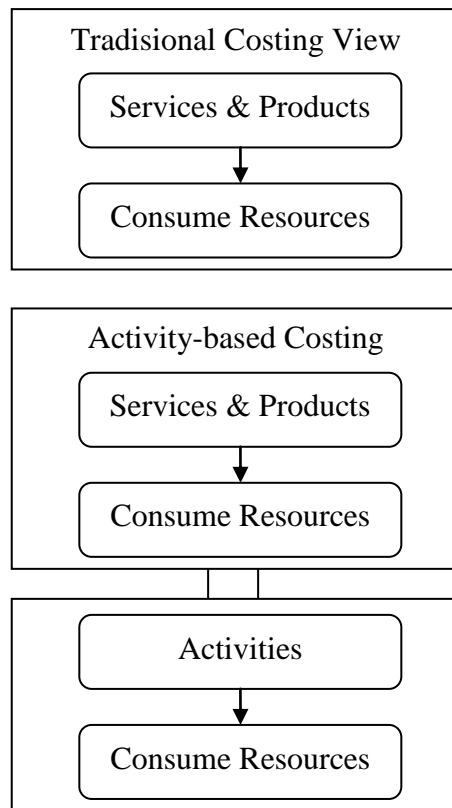 Tradisional Costing View
Services & Products
Consume Resources
Activity-based Costing
Services & Products
Consume Resources
Activities
Consume Resources